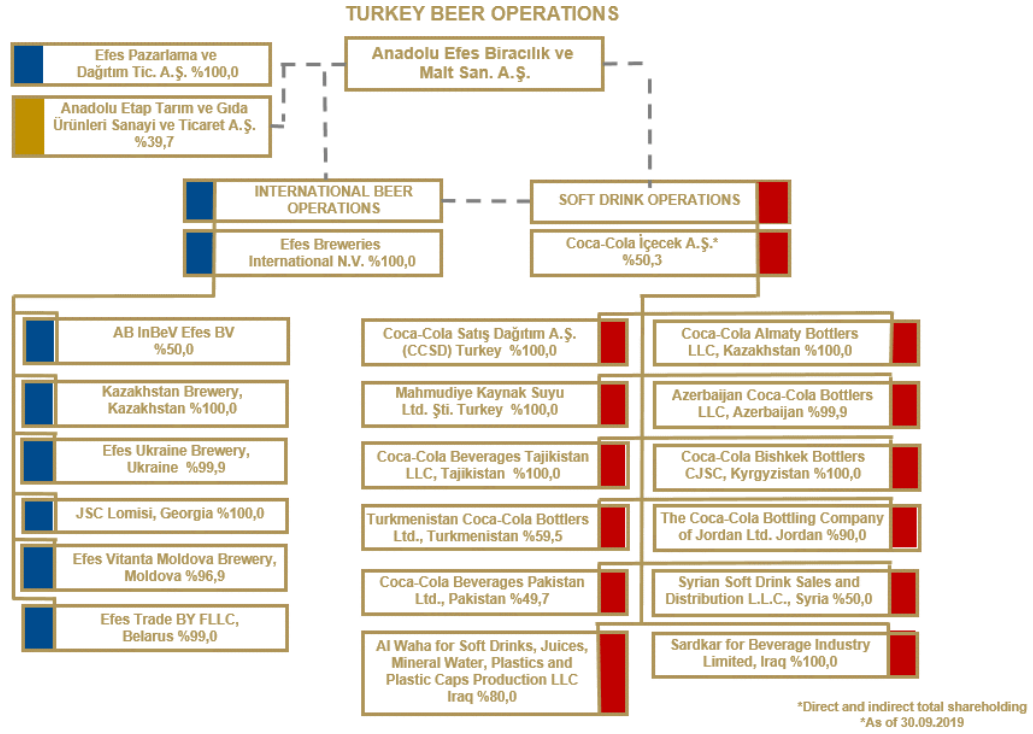 TURKEY BEER OPERATIONS
Efes Pazarlama ve
Dağıtım Tic. A.Ş. %100,0
Anadolu Efes Biracılık ve
Malt San. A.Ş.
Anadolu Etap Tarım ve Gıda
Ürünleri Sanayi ve Ticaret A.Ş.
%39,7
INTERNATIONAL BEER
OPERATIONS
SOFT DRINK OPERATIONS
Efes Breweries
International N.V. %100,0
Coca-Cola İçecek A.Ş.*
%50,3
AB InBeV Efes BV
%50,0
Kazakhstan Brewery,
Kazakhstan %100,0
Efes Ukraine Brewery,
Ukraine %99,9
JSC Lomisi, Georgia %100,0
Efes Vitanta Moldova Brewery,
Moldova %96,9
Efes Trade BY FLLC,
Belarus %99,0
Coca-Cola Satış Dağıtım A.Ş.
(CCSD) Turkey %100,0
Mahmudiye Kaynak Suyu
Ltd. Şti. Turkey %100,0
Coca-Cola Beverages Tajikistan
LLC, Tajikistan %100,0
Turkmenistan Coca-Cola Bottlers
Ltd., Turkmenistan %59,5
Coca-Cola Beverages Pakistan
Ltd., Pakistan %49,7
Al Waha for Soft Drinks, Juices,
Mineral Water, Plastics and
Plastic Caps Production LLC
Iraq %80,0
Coca-Cola Almaty Bottlers
LLC, Kazakhstan %100,0
Azerbaijan Coca-Cola Bottlers
LLC, Azerbaijan %99,9
Coca-Cola Bishkek Bottlers
CJSC, Kyrgyzistan %100,0
The Coca-Cola Bottling Company
of Jordan Ltd. Jordan %90,0
Syrian Soft Drink Sales and
Distribution L.L.C., Syria %50,0
Sardkar for Beverage Industry
Limited, Iraq %100,0
*Direct and indirect total shareholding
*As of 30.09.2019